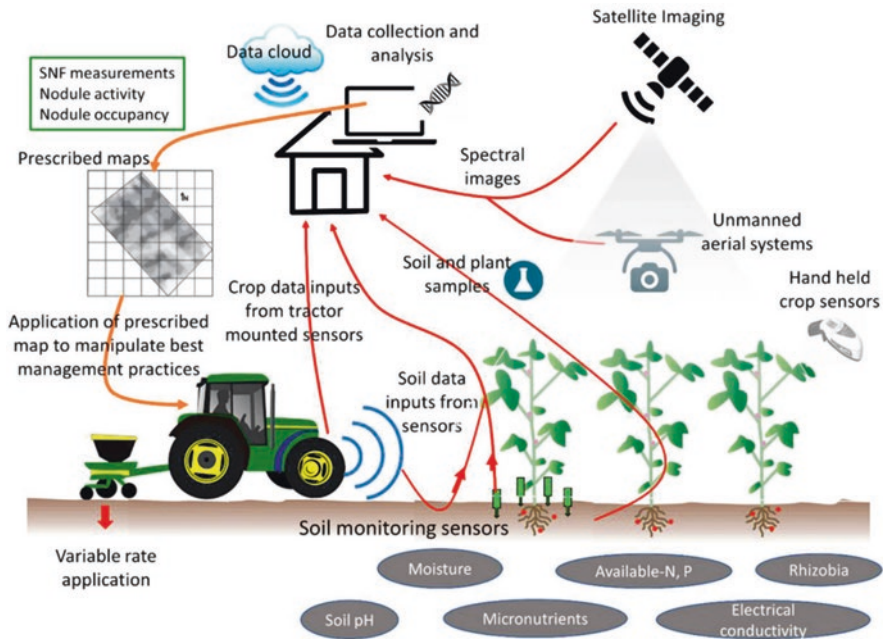 Data cloud
Data collection and
analysis
Satellite Imaging
SNF measurements
Nodule activity
Nodule occupancy
Prescribed maps
Spectral
images
Unmanned
aerial systems
Soil and plant
samples
Hand held
crop sensors
Crop data inputs
from tractor
mounted sensors
Application of prescribed
map to manipulate best
management practices
Soil data
inputs from
sensors
Soil monitoring sensors
Variable rate
application
Moisture
Available-N, P
Rhizobia
Soil pH
Micronutrients
Electrical
conductivity